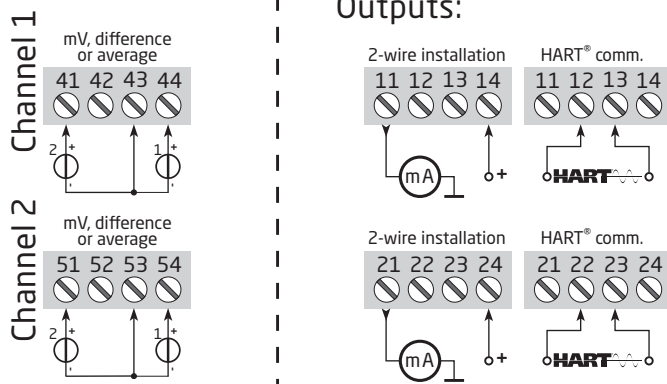 Channel 1
mV, difference
or average
41 42 43 44
2 + 1 +
- -
Channel 2
mV, difference
or average
51 52 53 54
2 + 1 +
- -
Outputs:
2-wire installation
11 12 13 14
mA +
HART® comm.
11 12 13 14
HART
2-wire installation
21 22 23 24
mA +
HART® comm.
21 22 23 24
HART